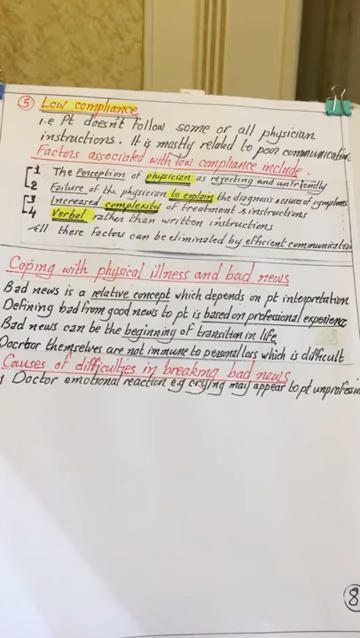 ⑤ Low compliance
i.e Pt doesn't follow some or all physician
instructions. It is mostly related to poor communication.
Factors associated with low compliance include.
1 The Perception of physician as rejecting and unfriendly
2 Failure of the physician to explain the diagnosis or cause of symptoms
3 Increased complexity of treatment & instructions
4 Verbal rather than written instructions
All these Factors can be eliminated by efficient communication
Coping with physical illness and bad news
Bad news is a relative concept which depends on pt interpretation
Defining bad from good news to pt is based on professional experience
Bad news can be the beginning of transition in life.
Docrtor themselves are not immune to personal loss which is difficult
Causes of difficulties in breaking bad news
1 Doctor emotional reaction e.g crying may appear to pt unprofession
8